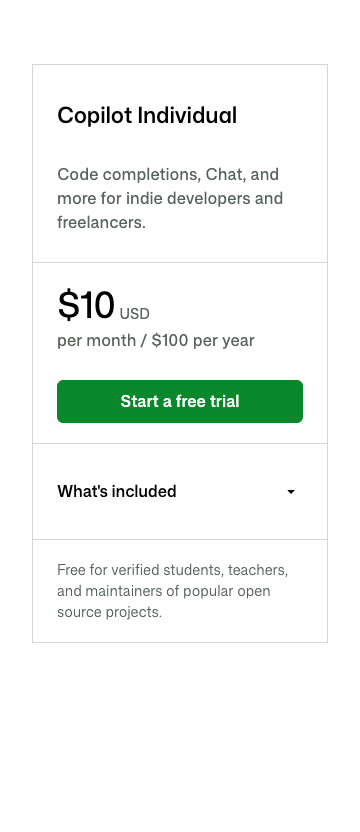 Copilot Individual
Code completions, Chat, and
more for indie developers and
freelancers.
$10 USD
per month / $100 per year
Start a free trial
What's included
Free for verified students, teachers,
and maintainers of popular open
source projects.